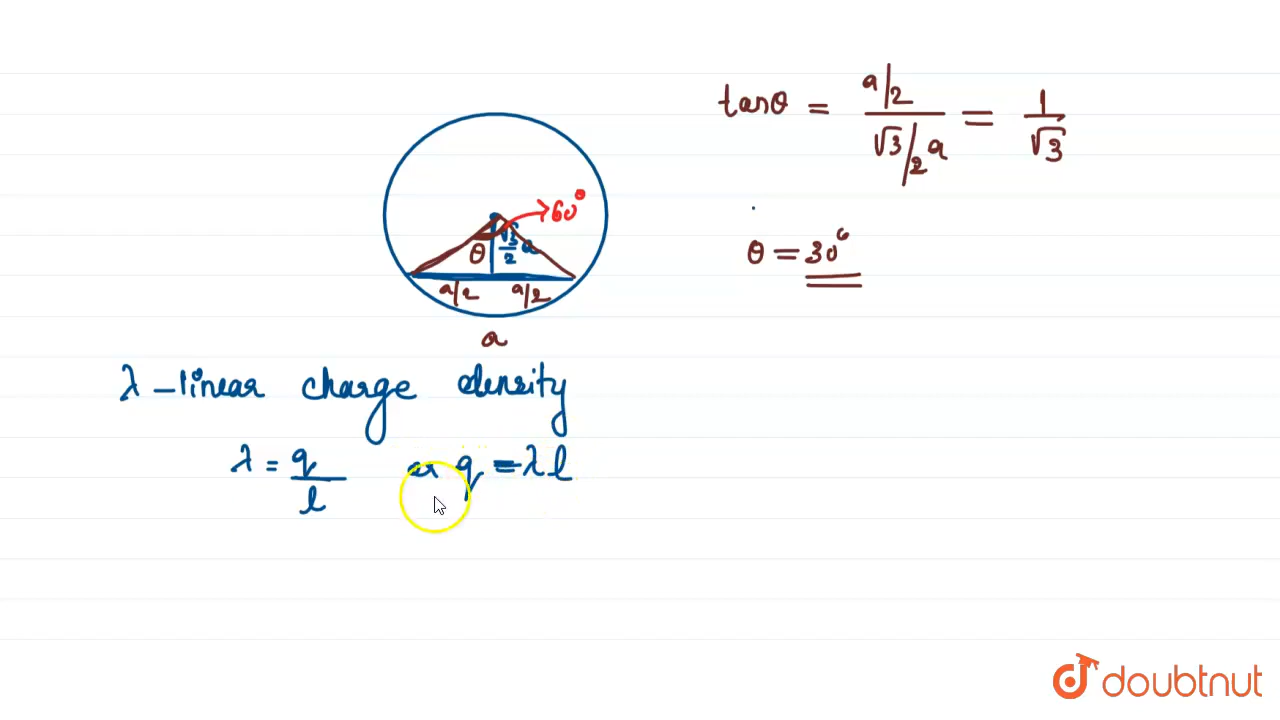 tanθ = a/2 / √3/2 a = 1/√3
60°
θ √3/2 a
a/2 a/2
θ = 30°
a
λ – linear charge density
λ = q/l or q = λl
doubtnut